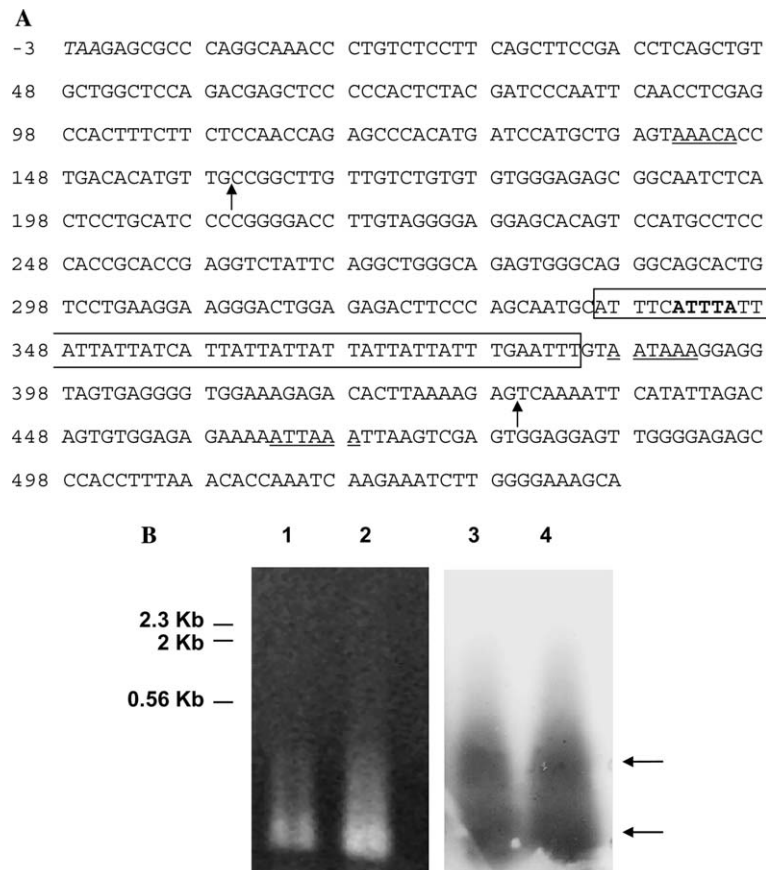 A
-3 TAAGAGCGCC CAGGCAAACC CTGTCTCCTT CAGCTTCCGA CCTCAGCTGT
48 GCTGGCTCCA GACGAGCTCC CCCACTCTAC GATCCCAATT CAACCTCGAG
98 CCACTTTCTT CTCCAACCAG AGCCCACATG ATCCATGCTG AGTAAACACC
148 TGACACATGTT TGCCGGCTTG TTGTCTGTGT GTGGGAGAGC GGCAATCTCA
198 CTCCTGCATC CCCGGGGACC TTGTAGGGGA GGAGCACAGT CCATGCCTCC
248 CACCGCACCG AGGTCTATTC AGGCTGGGCA GAGTGGGCAG GGCAGCACTG
298 TCCTGAAGGA AGGGACTGGA GAGACTTCCC AGCAATGCAT TTCATTTATT
348 ATTATTATCA TTATTATTAT TATTATTATT TGAATTTGTA ATAAAGGAGG
398 TAGTGAGGGG TGGAAAGAGA CACTTAAAAG AGTCAAAATT CATATTAGAC
448 AGTGTGGAGA GAAAAATTAA ATTAAGTCGA GTGGAGGAGT TGGGGAGAGC
498 CCACCTTTAA ACACCAAATC AAGAAATCTT GGGGAAAGCA
B 1 2 3 4
2.3 Kb
2 Kb
0.56 Kb